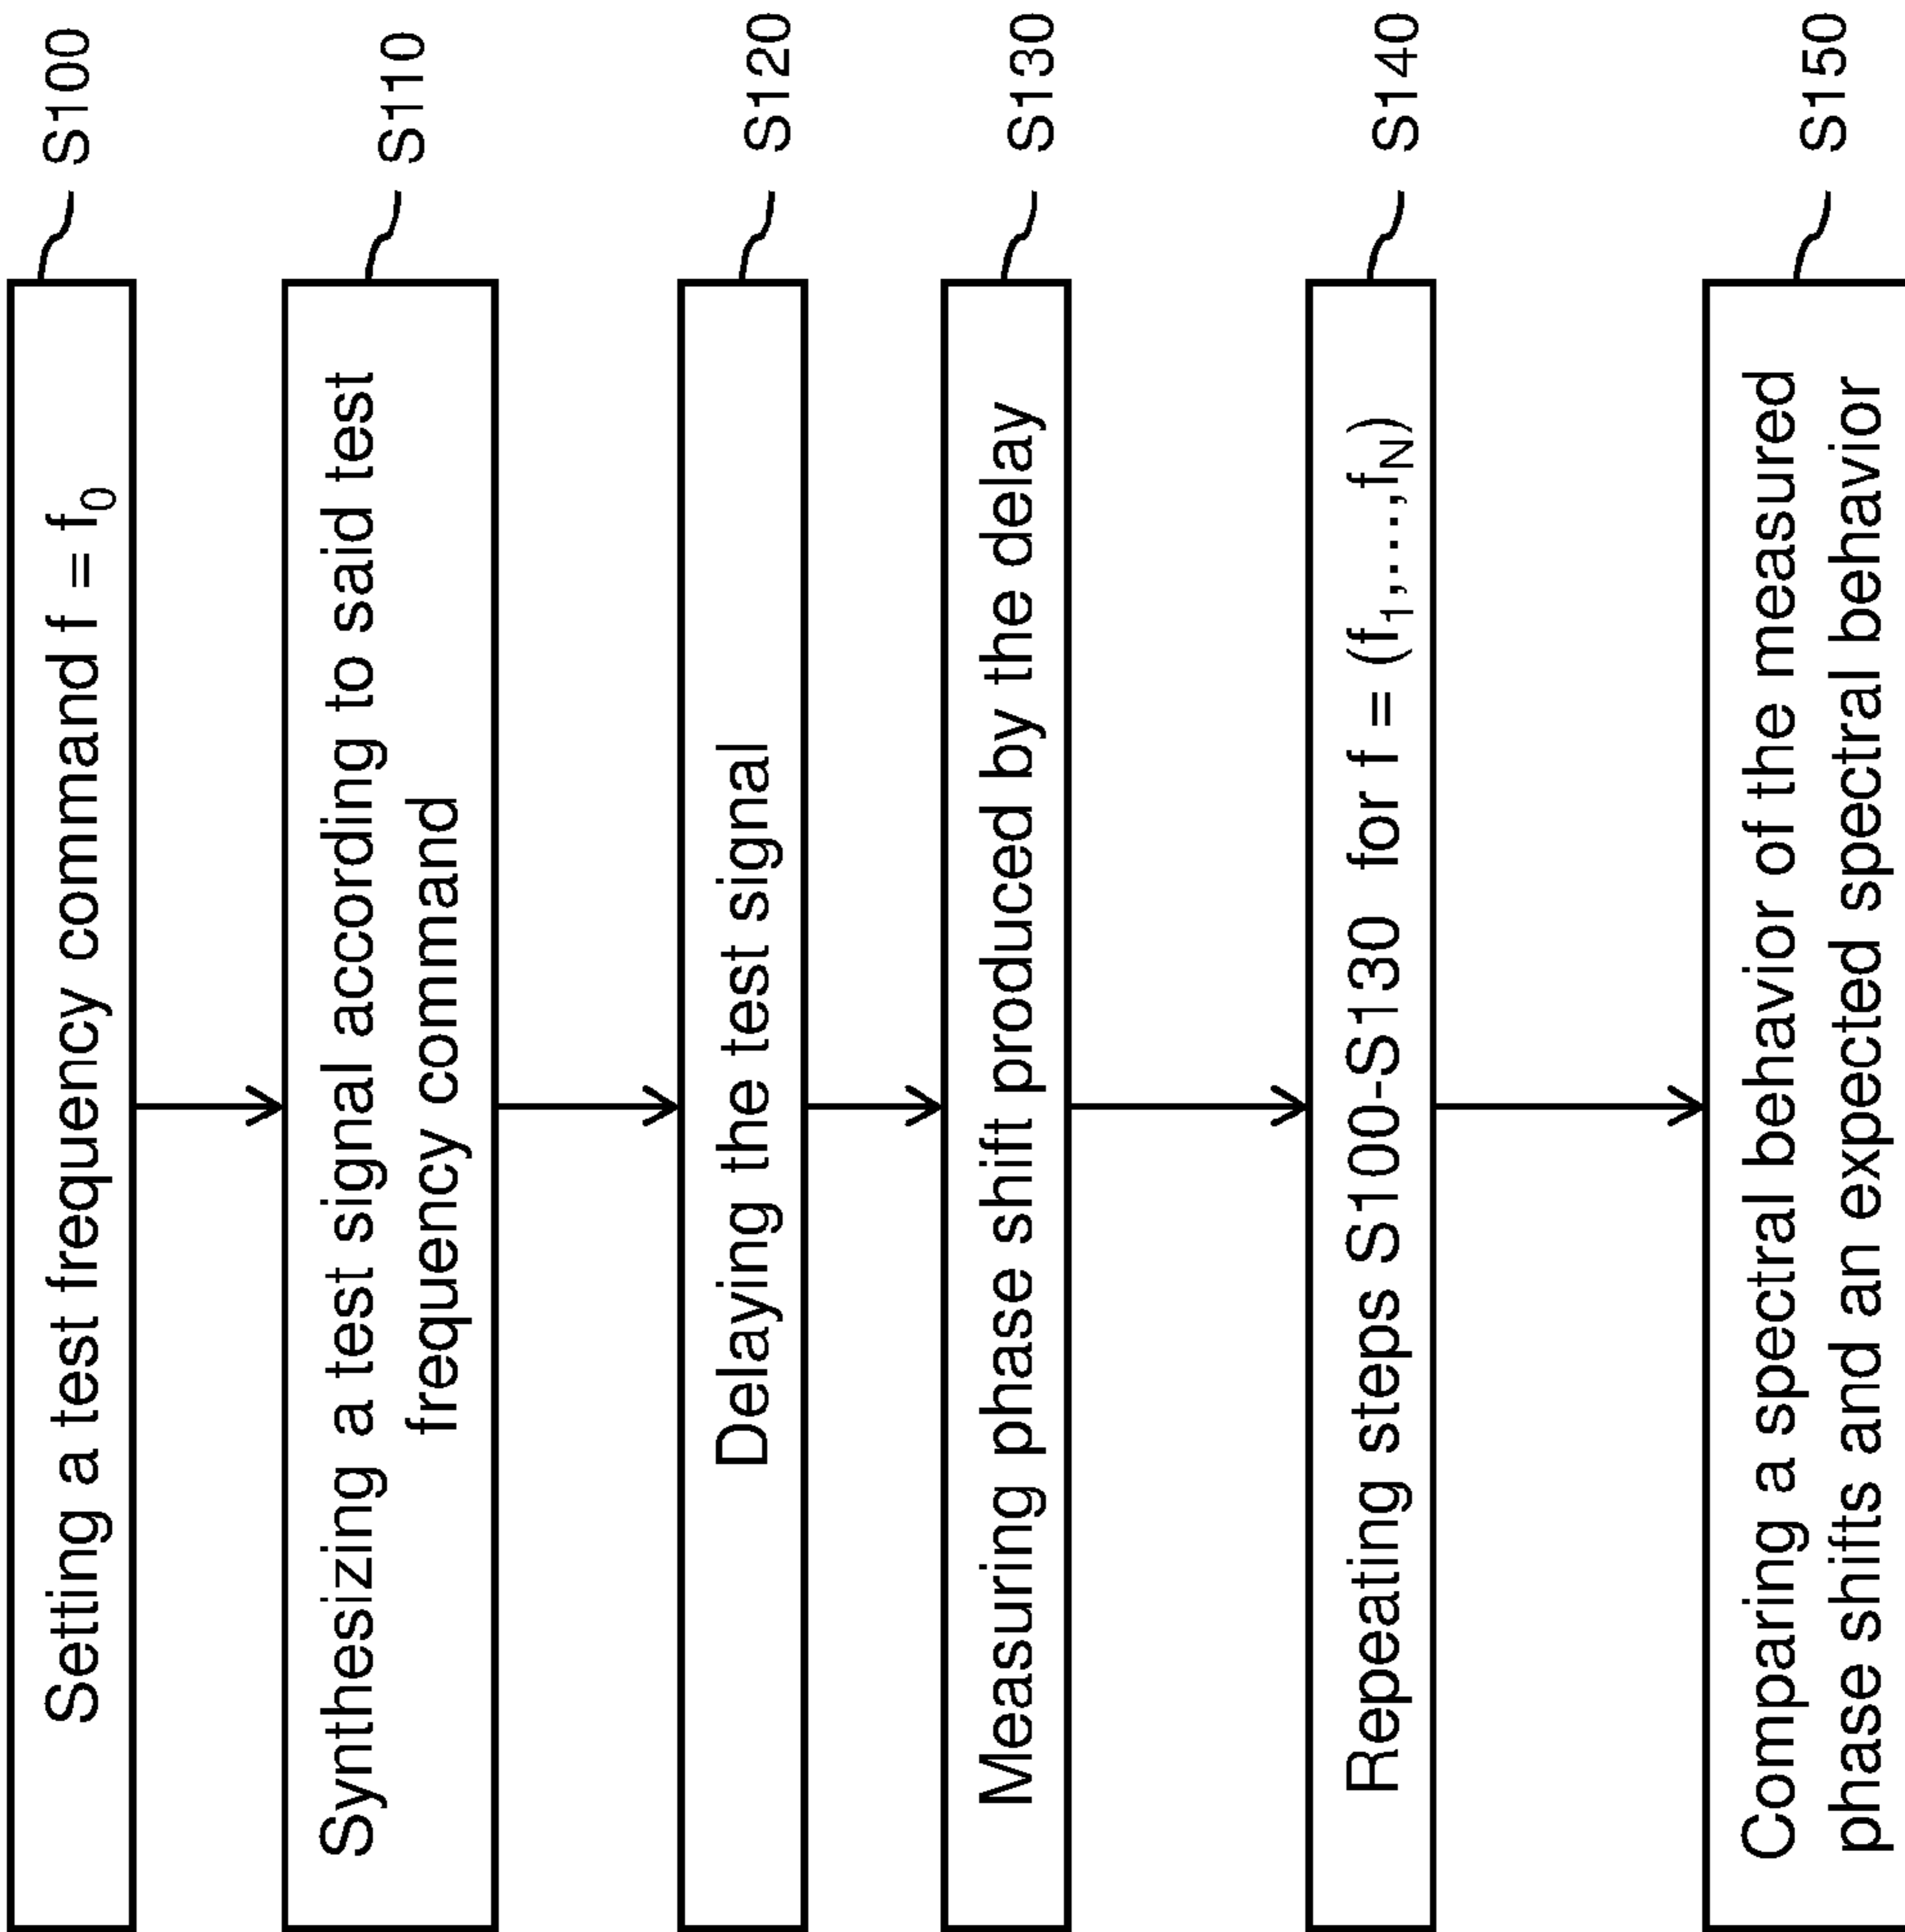 Setting a test frequency command f = f₀
S100
Synthesizing a test signal according to said test
frequency command
S110
Delaying the test signal
S120
Measuring phase shift produced by the delay
S130
Repeating steps S100-S130 for f = (f₁,...,f_N)
S140
Comparing a spectral behavior of the measured
phase shifts and an expected spectral behavior
S150